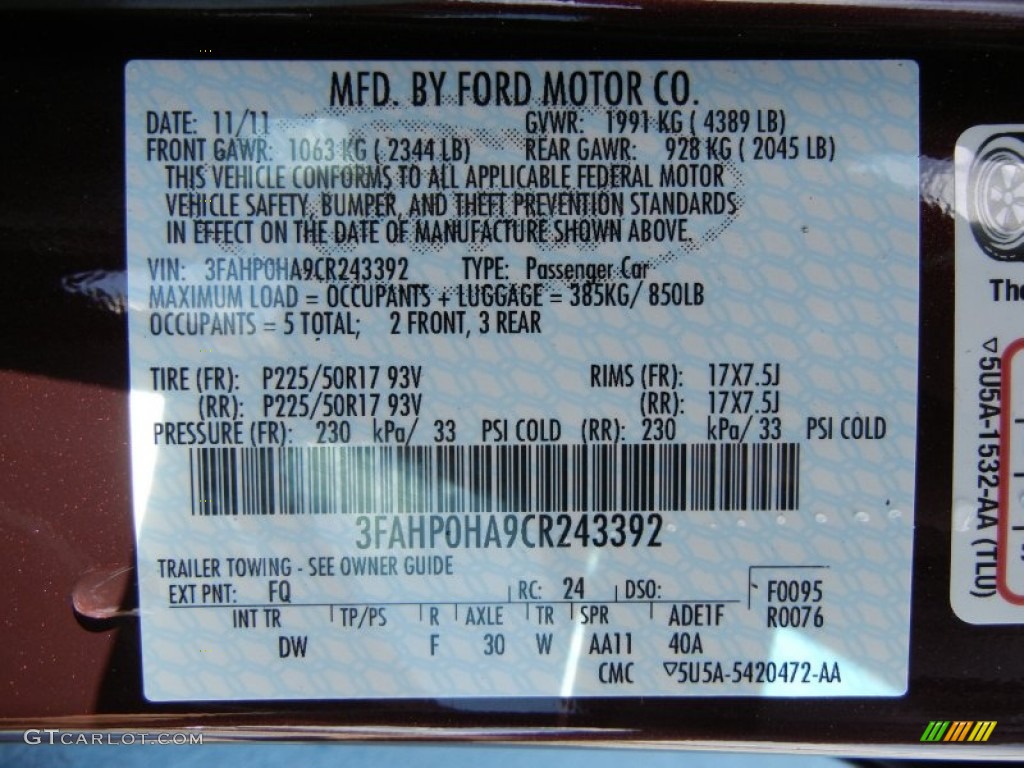 MFD. BY FORD MOTOR CO.
DATE: 11/11 GVWR: 1991 KG ( 4389 LB)
FRONT GAWR: 1063 KG ( 2344 LB) REAR GAWR: 928 KG ( 2045 LB)
THIS VEHICLE CONFORMS TO ALL APPLICABLE FEDERAL MOTOR
VEHICLE SAFETY, BUMPER, AND THEFT PREVENTION STANDARDS
IN EFFECT ON THE DATE OF MANUFACTURE SHOWN ABOVE.
VIN: 3FAHP0HA9CR243392 TYPE: Passenger Car
MAXIMUM LOAD = OCCUPANTS + LUGGAGE = 385KG/ 850LB
OCCUPANTS = 5 TOTAL; 2 FRONT, 3 REAR
TIRE (FR): P225/50R17 93V RIMS (FR): 17X7.5J
(RR): P225/50R17 93V (RR): 17X7.5J
PRESSURE (FR): 230 kPa/ 33 PSI COLD (RR): 230 kPa/ 33 PSI COLD
3FAHP0HA9CR243392
TRAILER TOWING - SEE OWNER GUIDE
EXT PNT: FQ RC: 24 DSO: F0095
INT TR TP/PS R AXLE TR SPR ADE1F R0076
DW F 30 W AA11 40A
CMC ▽5U5A-5420472-AA
The
▽5U5A-1532-AA (TLU)
GTCARLOT.COM